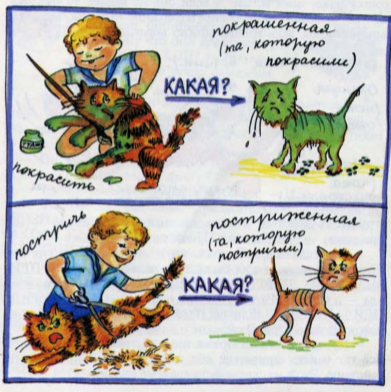 покрашенная
(та, которую
покрасили)
КАКАЯ?
покрасить
постричь
постриженная
(та, которую
постригли)
КАКАЯ?